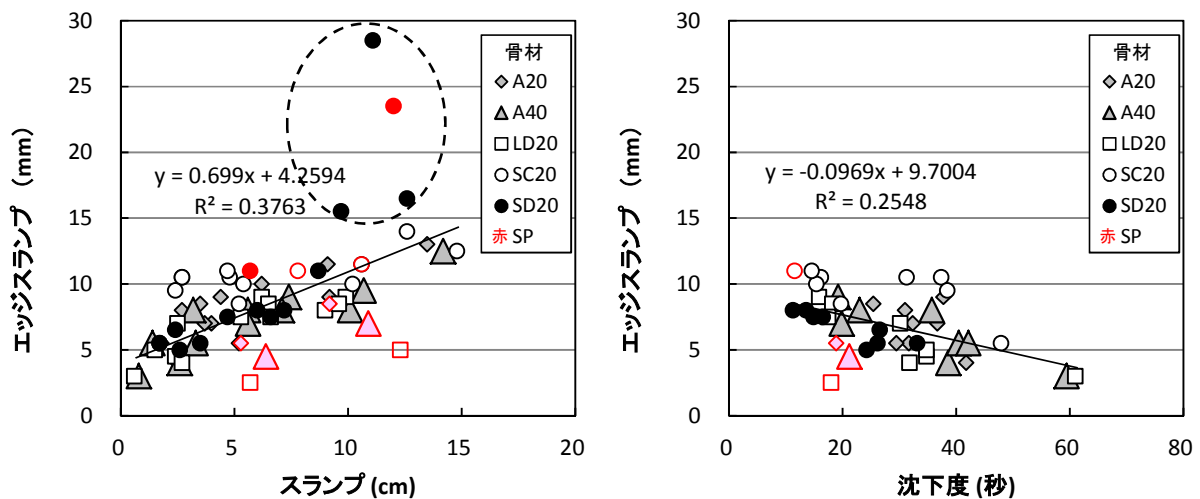 エッジスランプ (mm)
30
25
20
15
10
5
0
y = 0.699x + 4.2594
R² = 0.3763
骨材
A20
A40
LD20
SC20
SD20
赤 SP
0 5 10 15 20
スランプ (cm)
エッジスランプ (mm)
30
25
20
15
10
5
0
y = -0.0969x + 9.7004
R² = 0.2548
骨材
A20
A40
LD20
SC20
SD20
赤 SP
0 20 40 60 80
沈下度 (秒)